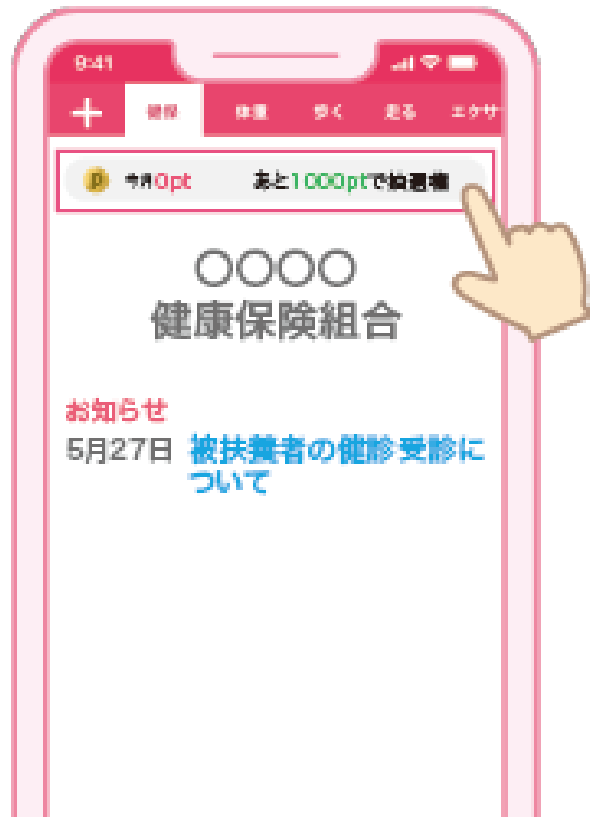 9:41
健保 体重 歩く 走る エクサ
p 今月0pt あと1000ptで抽選権
〇〇〇〇
健康保険組合
お知らせ
5月27日 被扶養者の健診受診に
ついて